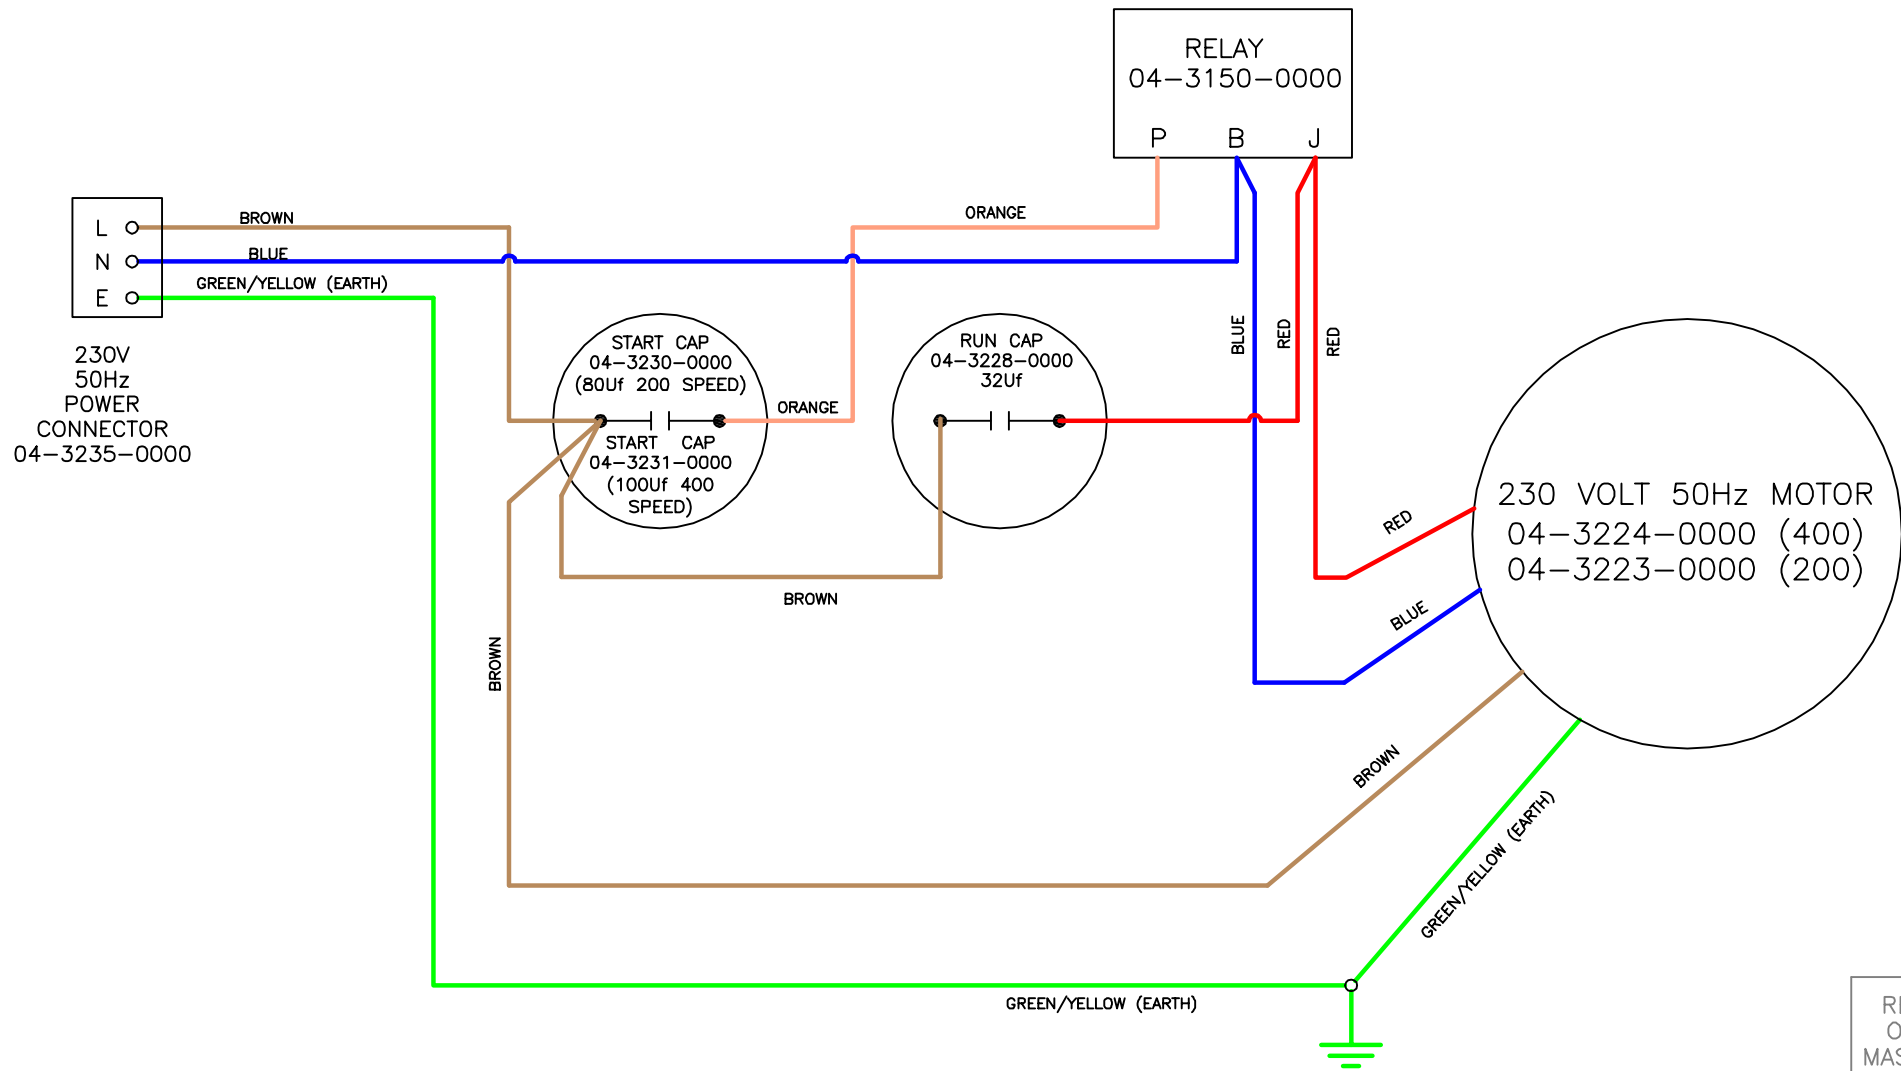 RELAY
04-3150-0000
P B J
L
N
E
BROWN
BLUE
GREEN/YELLOW (EARTH)
230V
50Hz
POWER
CONNECTOR
04-3235-0000
ORANGE
START CAP
04-3230-0000
(80Uf 200 SPEED)
START CAP
04-3231-0000
(100Uf 400
SPEED)
ORANGE
RUN CAP
04-3228-0000
32Uf
BLUE
RED
RED
230 VOLT 50Hz MOTOR
04-3224-0000 (400)
04-3223-0000 (200)
RED
BLUE
BROWN
BROWN
BROWN
GREEN/YELLOW (EARTH)
GREEN/YELLOW (EARTH)